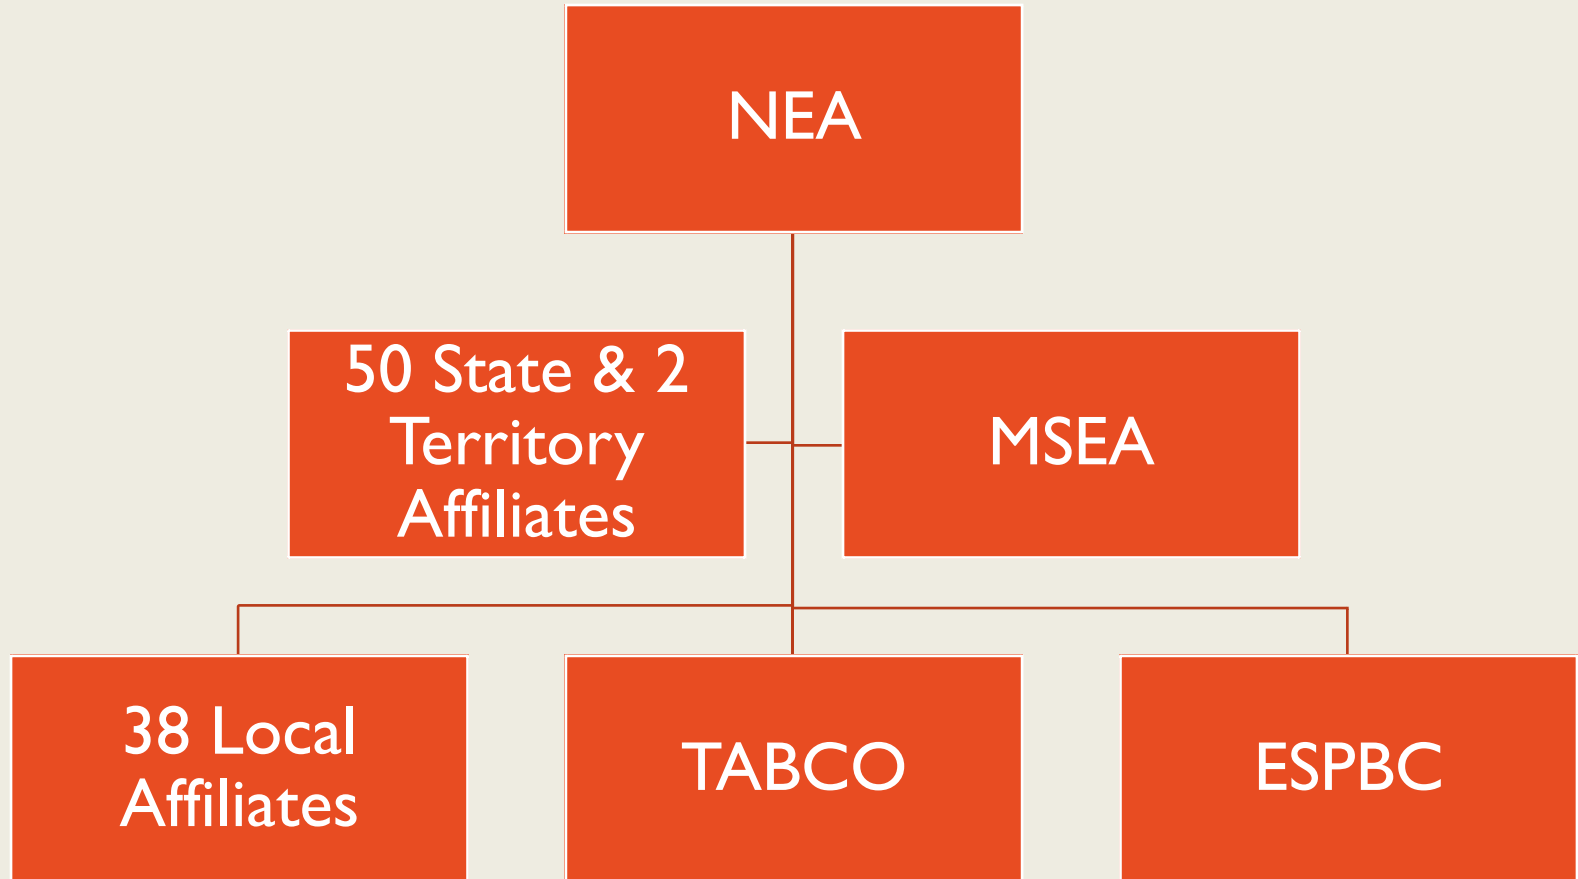 NEA
50 State & 2
Territory
Affiliates
MSEA
38 Local
Affiliates
TABCO
ESPBC